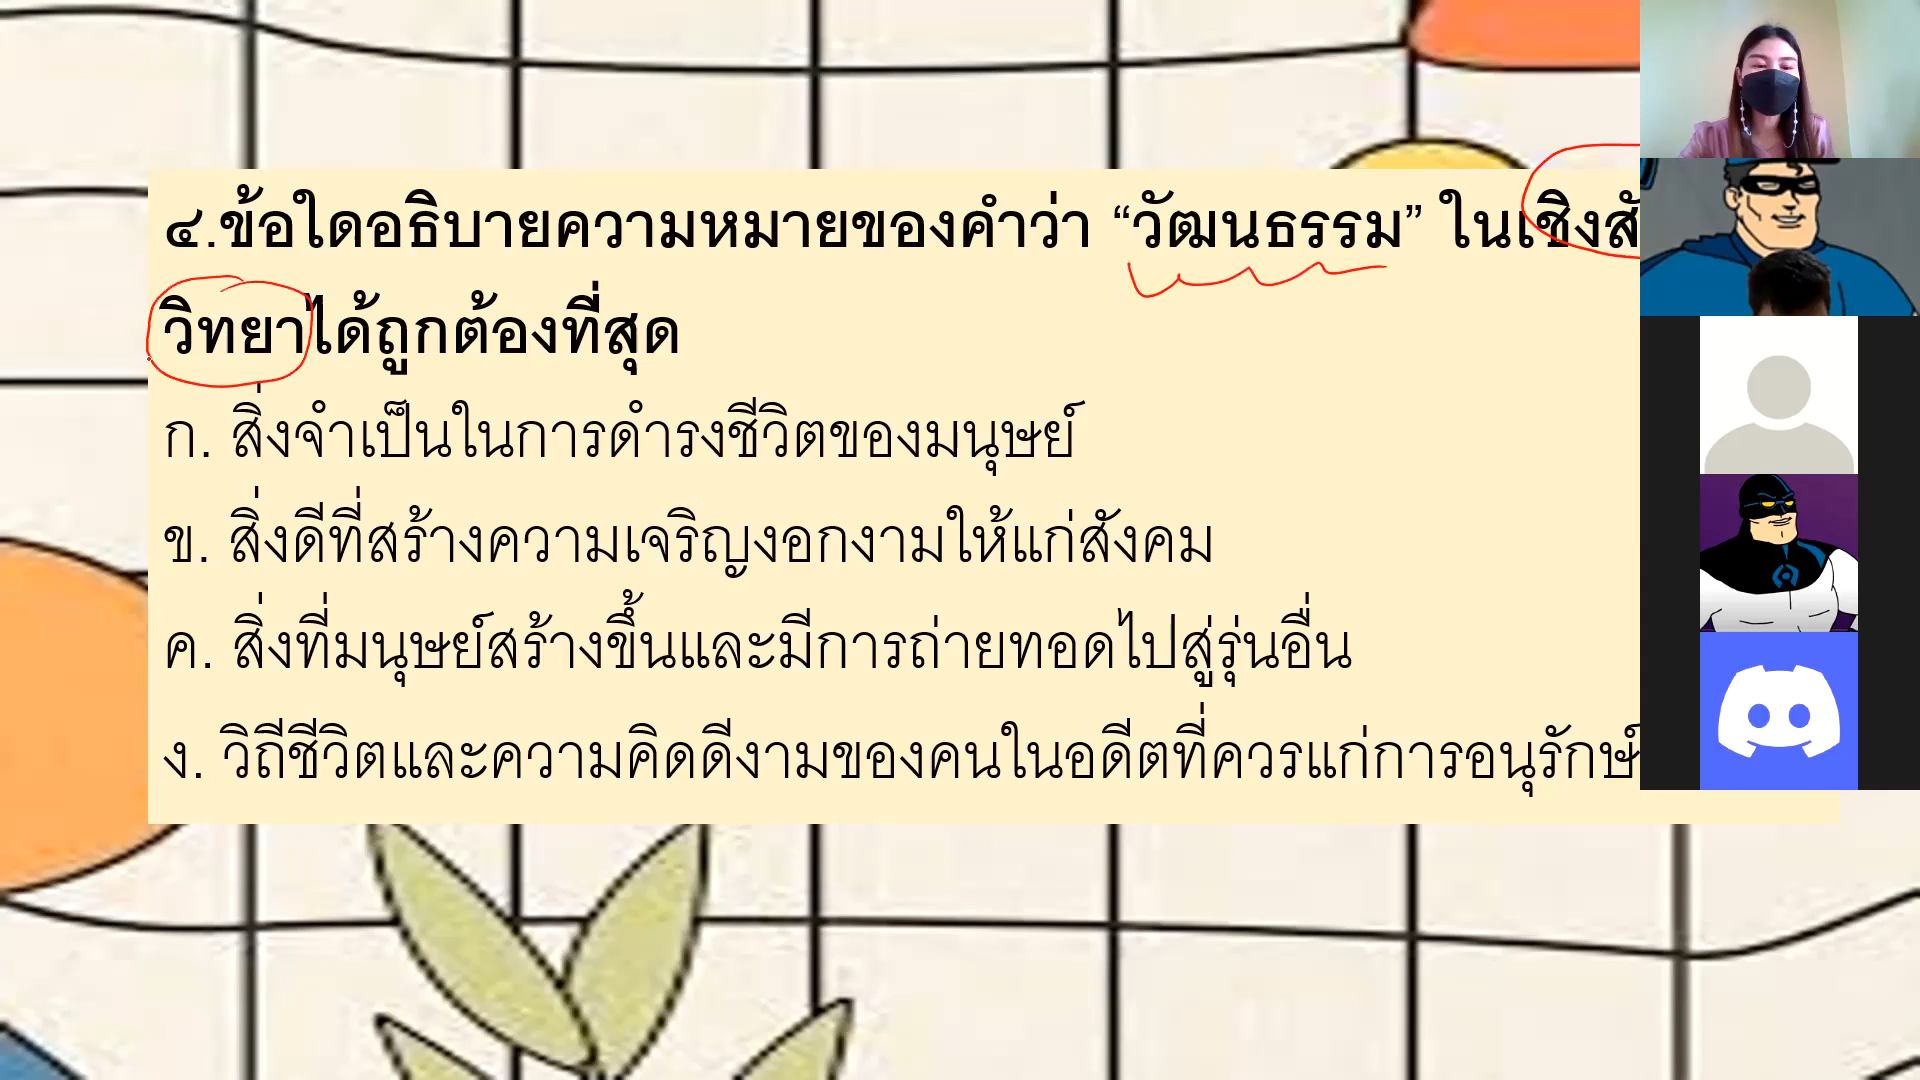 ๔.ข้อใดอธิบายความหมายของคำว่า “วัฒนธรรม” ในเชิงสั
วิทยาได้ถูกต้องที่สุด
ก. สิ่งจำเป็นในการดำรงชีวิตของมนุษย์
ข. สิ่งดีที่สร้างความเจริญงอกงามให้แก่สังคม
ค. สิ่งที่มนุษย์สร้างขึ้นและมีการถ่ายทอดไปสู่รุ่นอื่น
ง. วิถีชีวิตและความคิดดีงามของคนในอดีตที่ควรแก่การอนุรักษ์